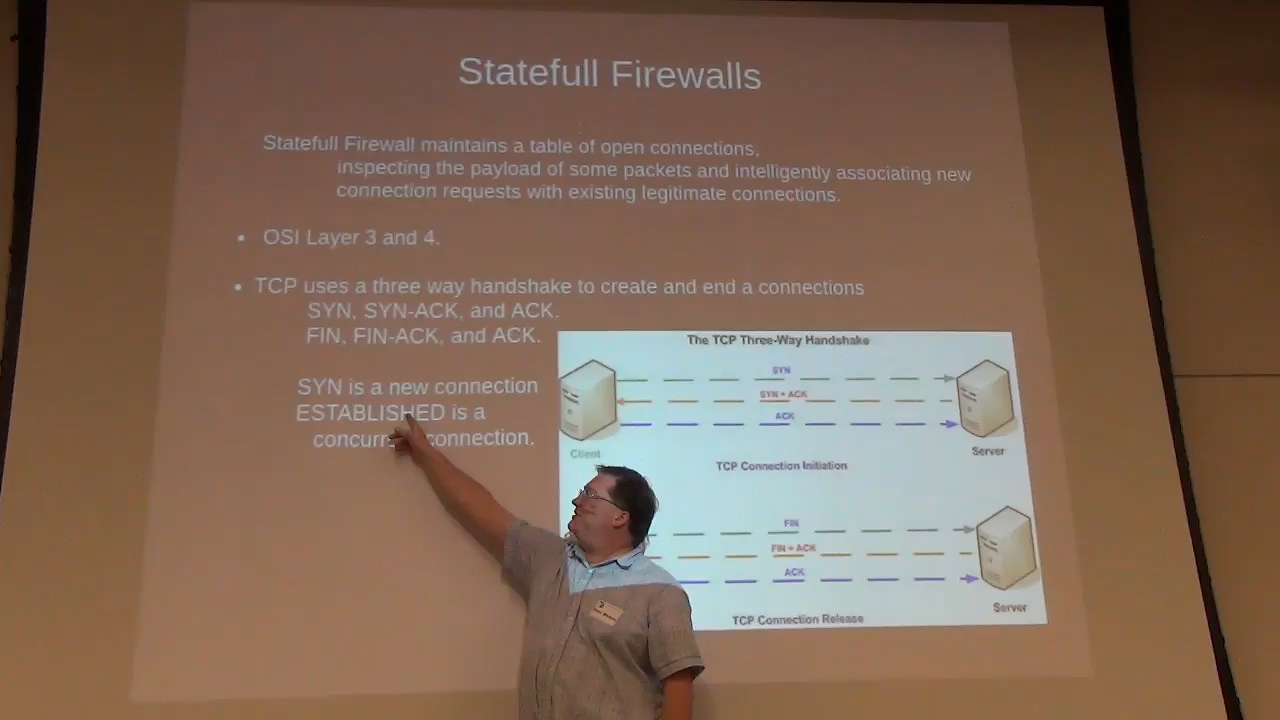 Statefull Firewalls
Statefull Firewall maintains a table of open connections,
inspecting the payload of some packets and intelligently associating new
connection requests with existing legitimate connections.
• OSI Layer 3 and 4.
• TCP uses a three way handshake to create and end a connections
SYN, SYN-ACK, and ACK.
FIN, FIN-ACK, and ACK.
SYN is a new connection
ESTABLISHED is a
connection.
The TCP Three-Way Handshake
SYN
SYN + ACK
ACK
Client
Server
TCP Connection Initiation
FIN
FIN + ACK
ACK
Server
TCP Connection Release